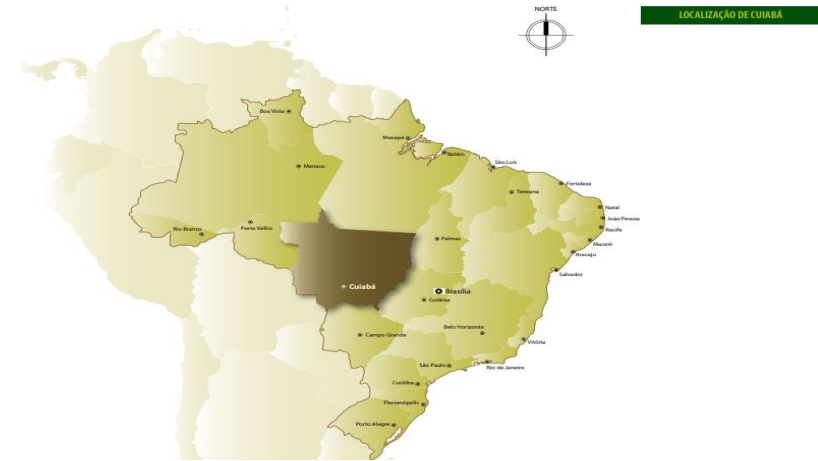 NORTE
LOCALIZAÇÃO DE CUIABÁ
Boa Vista
Macapá
Belém
São Luis
Manaus
Fortaleza
Teresina
Natal
João Pessoa
Rio Branco
Porto Velho
Recife
Palmas
Maceió
Aracaju
Salvador
Cuiabá
Brasília
Goiânia
Belo Horizonte
Campo Grande
Vitória
São Paulo
Rio de Janeiro
Curitiba
Florianópolis
Porto Alegre